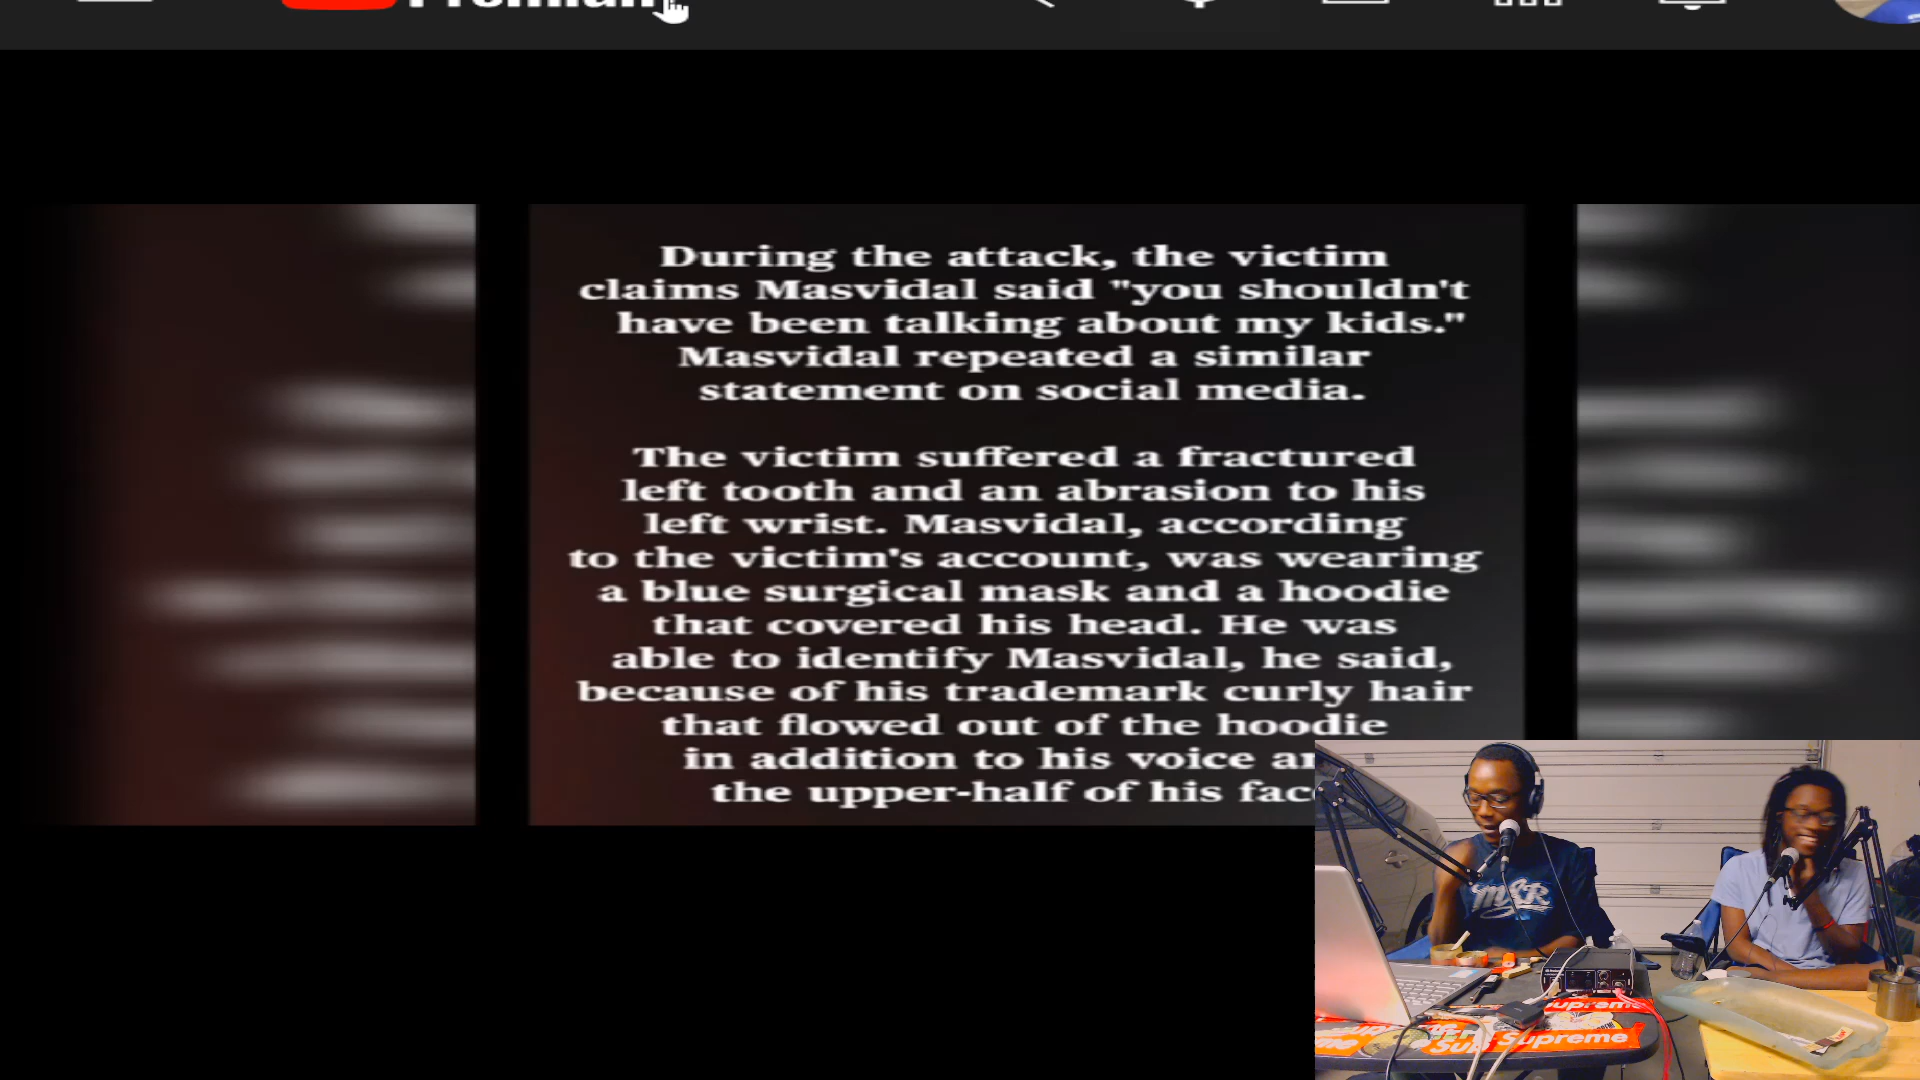 During the attack, the victim
claims Masvidal said "you shouldn't
have been talking about my kids."
Masvidal repeated a similar
statement on social media.
The victim suffered a fractured
left tooth and an abrasion to his
left wrist. Masvidal, according
to the victim's account, was wearing
a blue surgical mask and a hoodie
that covered his head. He was
able to identify Masvidal, he said,
because of his trademark curly hair
that flowed out of the hoodie
in addition to his voice
the upper-half of his
Supreme